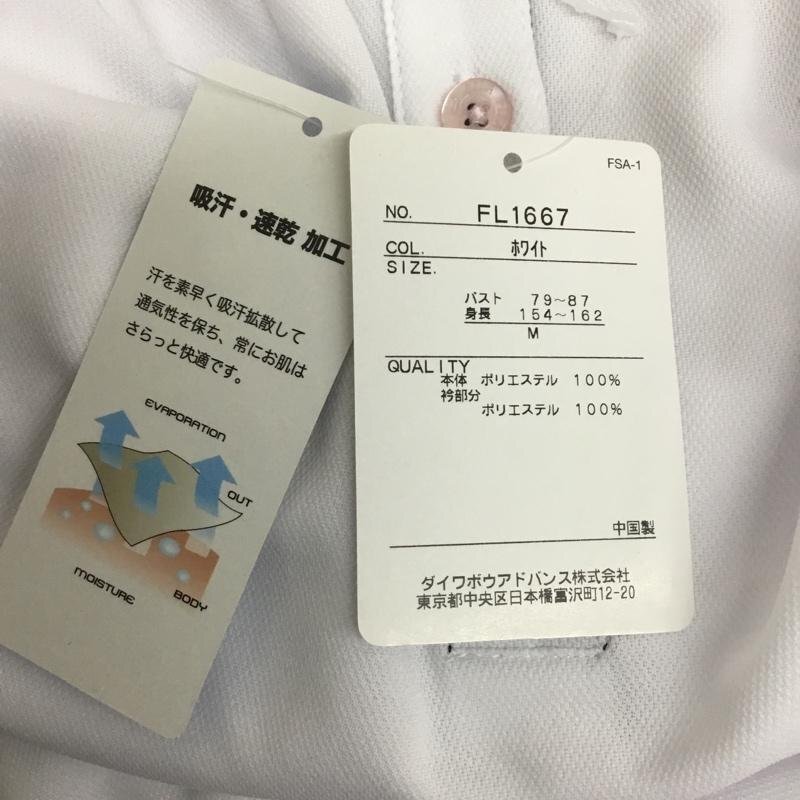 吸汗・速乾 加工
汗を素早く吸汗拡散して
通気性を保ち、常にお肌は
さらっと快適です。
EVAPORATION
OUT
MOISTURE
BODY
FSA-1
NO. FL1667
COL. ホワイト
SIZE.
バスト 79～87
身長 154～162
M
QUALITY
本体 ポリエステル 100%
衿部分
ポリエステル 100%
中国製
ダイワボウアドバンス株式会社
東京都中央区日本橋富沢町12-20